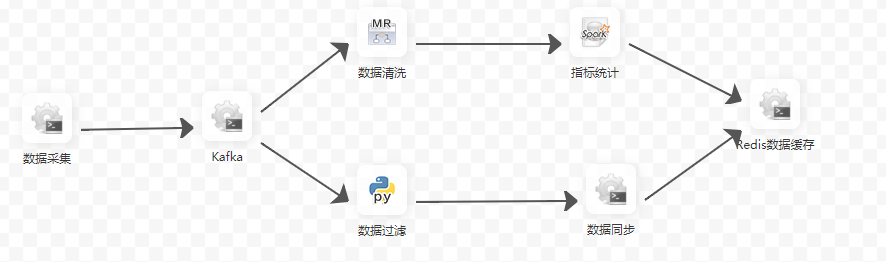 MR
数据清洗
Spark
指标统计
数据采集
Kafka
Redis数据缓存
py
数据过滤
数据同步